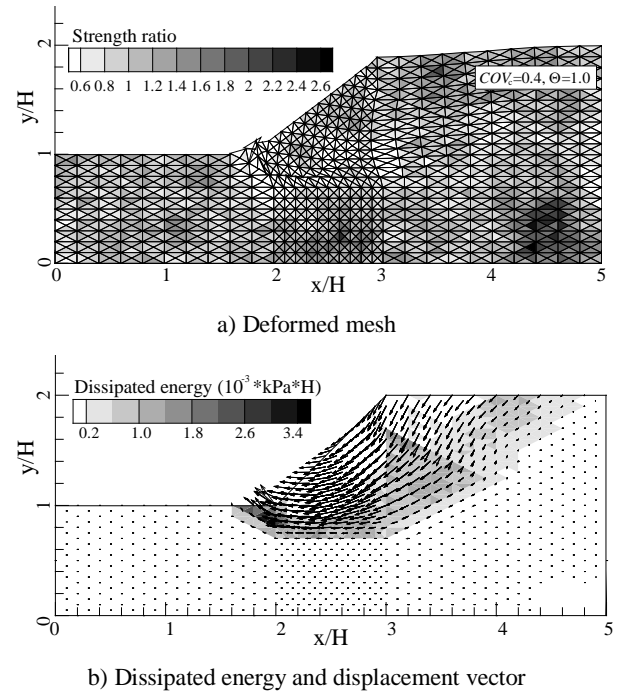 Strength ratio
0.6 0.8 1 1.2 1.4 1.6 1.8 2 2.2 2.4 2.6
COVc=0.4, Θ=1.0
y/H
2
1
0
0 1 2 3 4 5
x/H
a) Deformed mesh
Dissipated energy (10^-3*kPa*H)
0.2 1.0 1.8 2.6 3.4
y/H
2
1
0
0 1 2 3 4 5
x/H
b) Dissipated energy and displacement vector